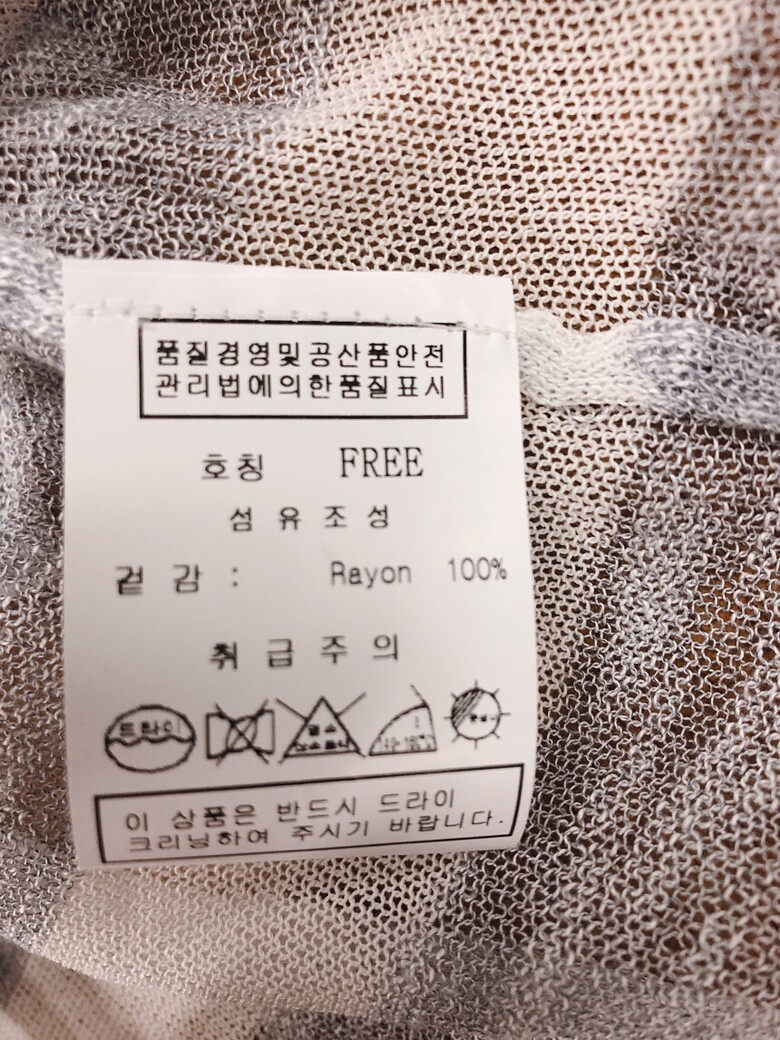 품질경영및공산품안전
관리법에의한품질표시
호칭 FREE
섬유조성
겉감: Rayon 100%
취급주의
드라이
염소
이 상품은 반드시 드라이
크리닝하여 주시기 바랍니다.